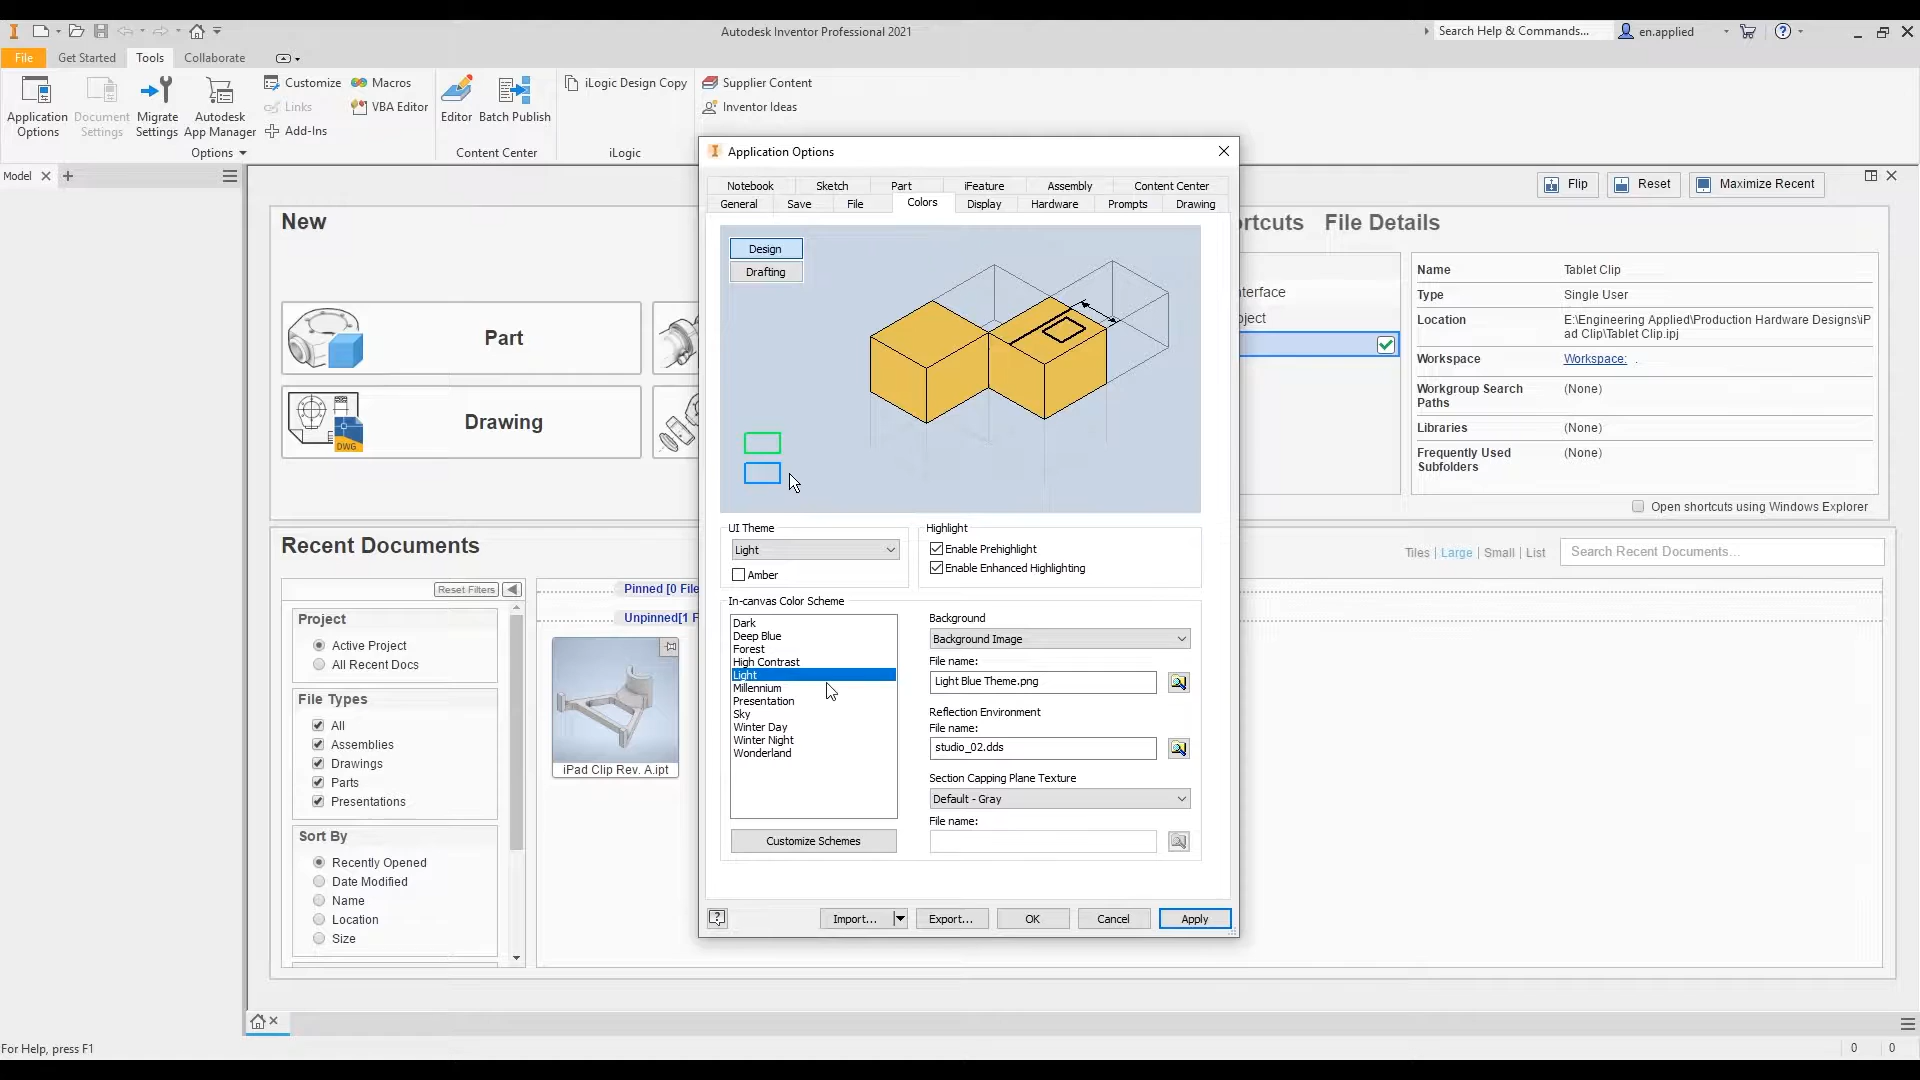 Autodesk Inventor Professional 2021
Search Help & Commands...
en.applied
File
Get Started
Tools
Collaborate
Application
Options
Document
Settings
Migrate
Settings
Autodesk
App Manager
Customize
Links
Add-Ins
Macros
VBA Editor
Options
Editor
Batch Publish
Content Center
iLogic Design Copy
iLogic
Supplier Content
Inventor Ideas
Model
Flip
Reset
Maximize Recent
New
Part
Drawing
DWG
Application Options
Notebook
Sketch
Part
iFeature
Assembly
Content Center
General
Save
File
Colors
Display
Hardware
Prompts
Drawing
Design
Drafting
UI Theme
Light
Amber
Highlight
Enable Prehighlight
Enable Enhanced Highlighting
In-canvas Color Scheme
Dark
Deep Blue
Forest
High Contrast
Light
Millennium
Presentation
Sky
Winter Day
Winter Night
Wonderland
Customize Schemes
Background
Background Image
File name:
Light Blue Theme.png
Reflection Environment
File name:
studio_02.dds
Section Capping Plane Texture
Default - Gray
File name:
Import...
Export...
OK
Cancel
Apply
File Details
Name
Tablet Clip
Type
Single User
Location
E:\Engineering Applied\Production Hardware Designs\iP
ad Clip\Tablet Clip.ipj
Workspace
Workspace: .
Workgroup Search
Paths
(None)
Libraries
(None)
Frequently Used
Subfolders
(None)
Open shortcuts using Windows Explorer
Recent Documents
Tiles | Large | Small | List
Search Recent Documents...
Reset Filters
Project
Active Project
All Recent Docs
File Types
All
Assemblies
Drawings
Parts
Presentations
Sort By
Recently Opened
Date Modified
Name
Location
Size
Pinned [0 File
Unpinned[1 F
iPad Clip Rev. A.ipt
For Help, press F1
0
0